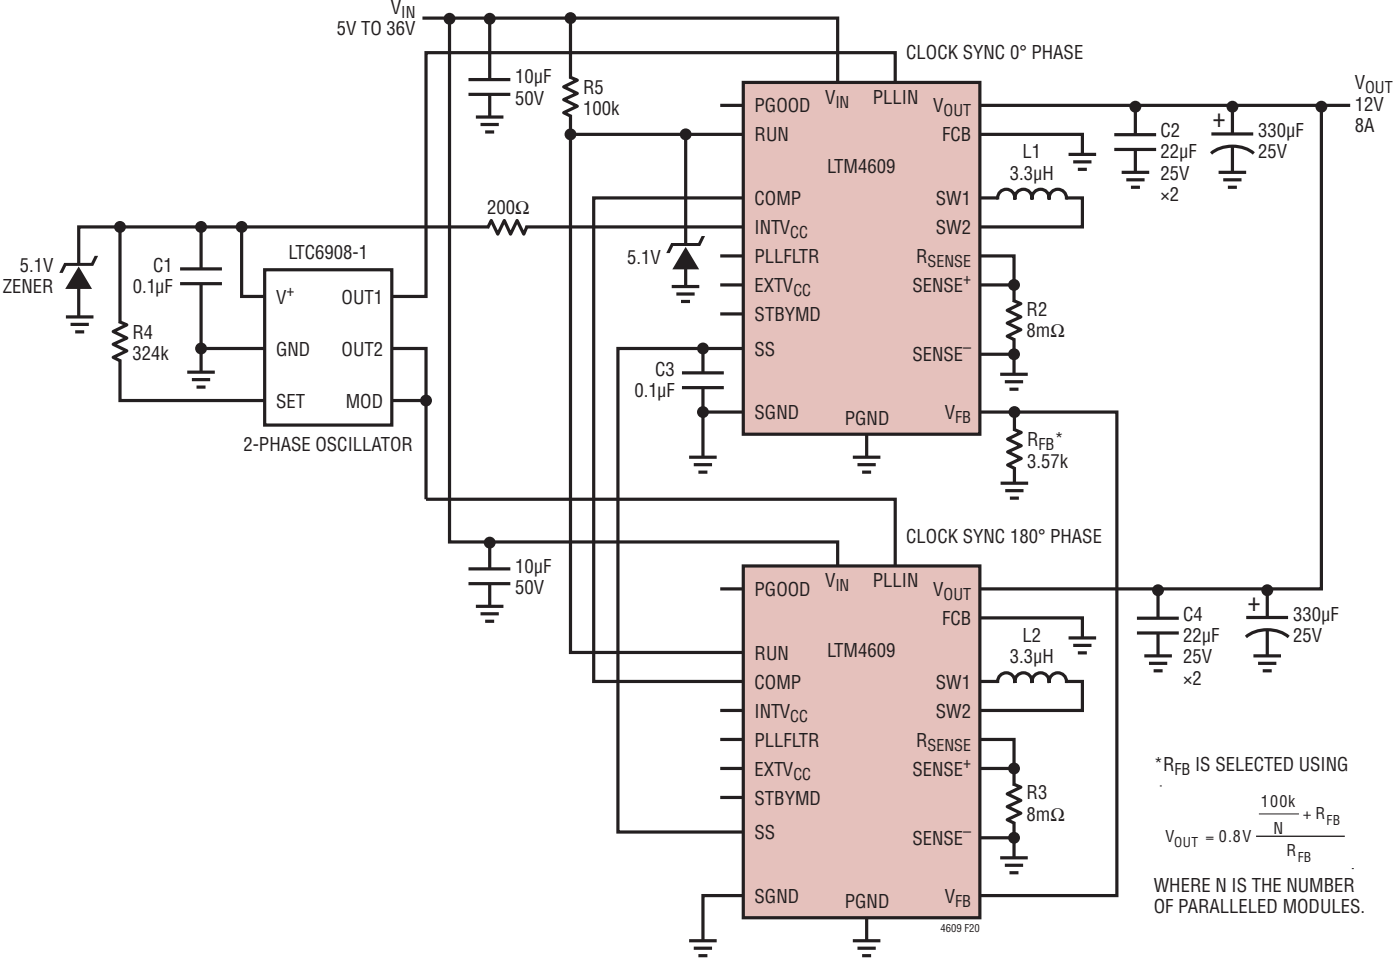 VIN
5V TO 36V
10µF
50V
R5
100k
CLOCK SYNC 0° PHASE
VOUT
12V
8A
PGOOD
VIN
PLLIN
VOUT
RUN
FCB
LTM4609
L1
3.3µH
C2
22µF
25V
×2
+
330µF
25V
COMP
SW1
200Ω
INTVCC
SW2
5.1V
ZENER
C1
0.1µF
LTC6908-1
5.1V
PLLFLTR
RSENSE
V+
OUT1
EXTVCC
SENSE+
R4
324k
STBYMD
R2
8mΩ
GND
OUT2
SS
SENSE–
C3
0.1µF
SET
MOD
SGND
PGND
VFB
2-PHASE OSCILLATOR
RFB*
3.57k
CLOCK SYNC 180° PHASE
10µF
50V
PGOOD
VIN
PLLIN
VOUT
FCB
RUN
LTM4609
L2
3.3µH
C4
22µF
25V
×2
+
330µF
25V
COMP
SW1
INTVCC
SW2
PLLFLTR
RSENSE
EXTVCC
SENSE+
STBYMD
R3
8mΩ
SS
SENSE–
SGND
PGND
VFB
4609 F20
*RFB IS SELECTED USING
100k
N
+ RFB
VOUT = 0.8V
RFB
WHERE N IS THE NUMBER
OF PARALLELED MODULES.